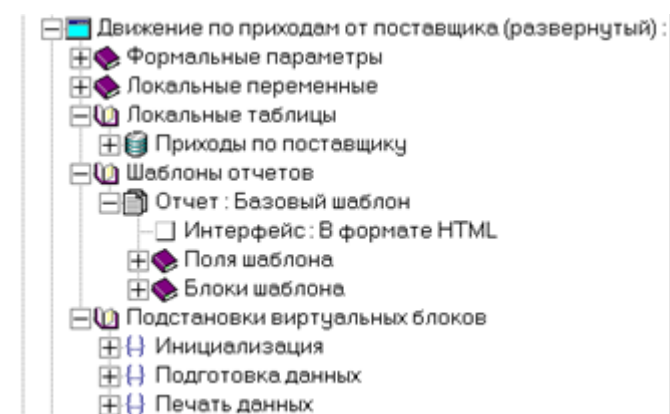 Движение по приходам от поставщика (развернутый) :
Формальные параметры
Локальные переменные
Локальные таблицы
Приходы по поставщику
Шаблоны отчетов
Отчет : Базовый шаблон
Интерфейс : В формате HTML
Поля шаблона
Блоки шаблона
Подстановки виртуальных блоков
Инициализация
Подготовка данных
Печать данных